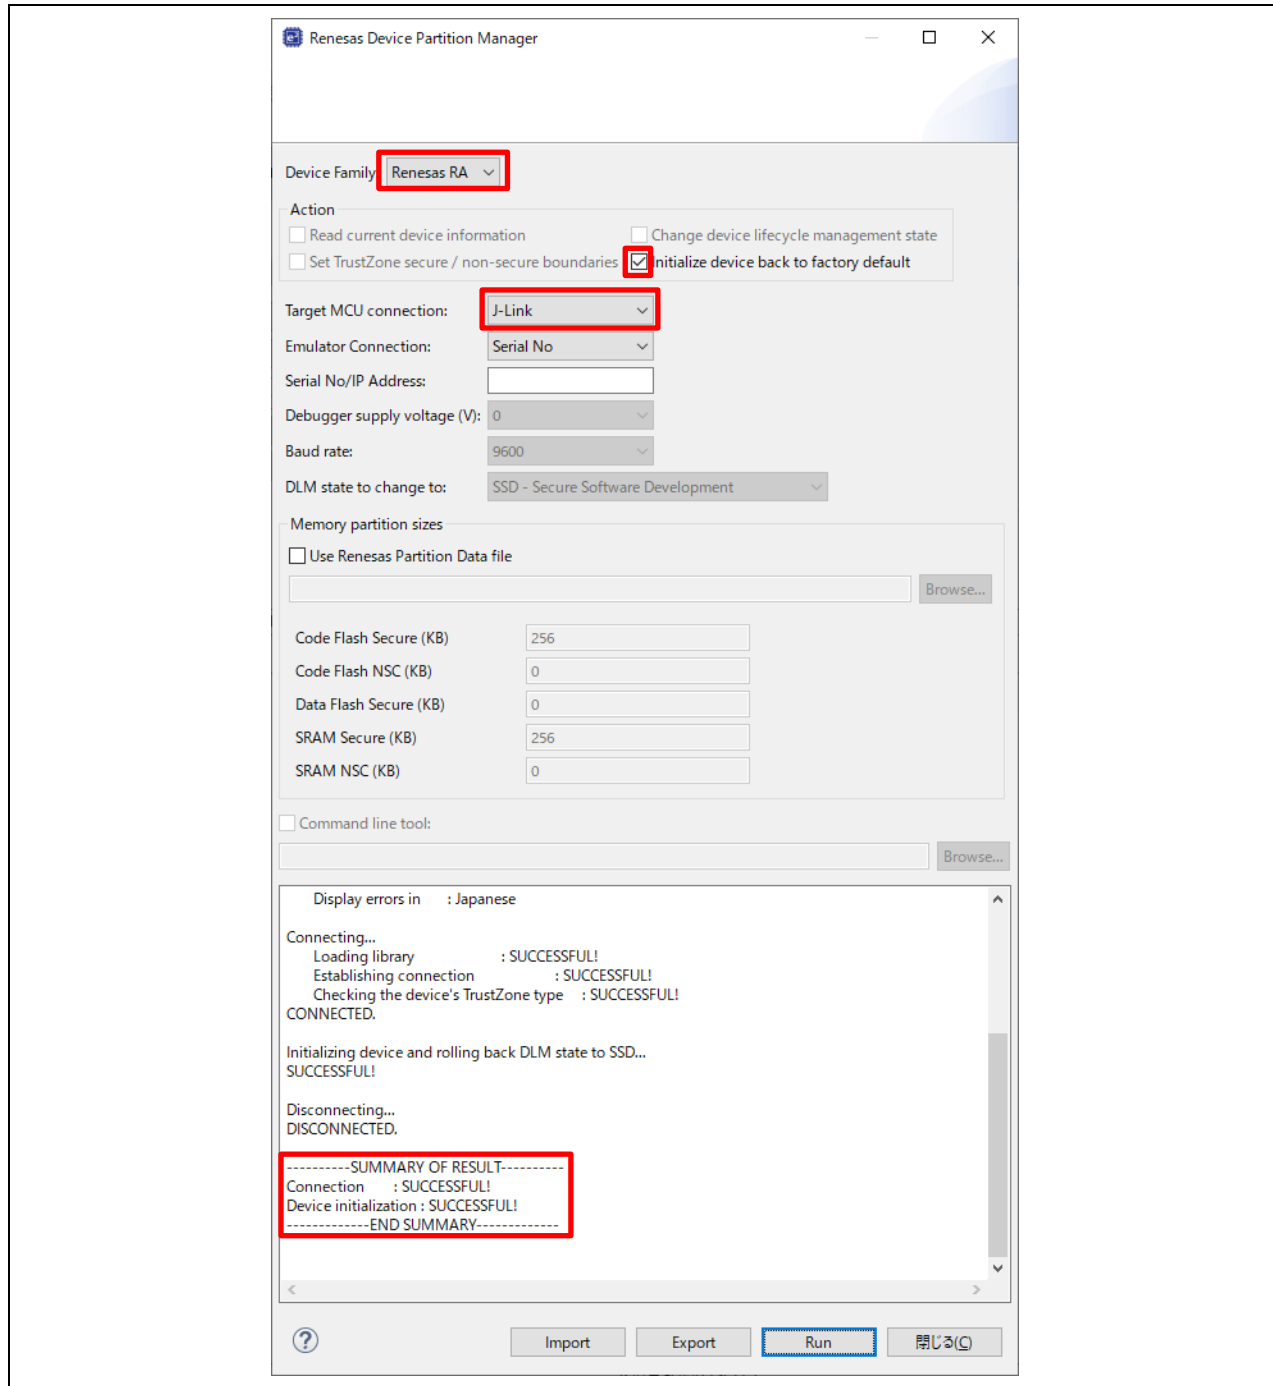 Renesas Device Partition Manager
Device Family Renesas RA
Action
Read current device information Change device lifecycle management state
Set TrustZone secure / non-secure boundaries Initialize device back to factory default
Target MCU connection: J-Link
Emulator Connection: Serial No
Serial No/IP Address:
Debugger supply voltage (V): 0
Baud rate: 9600
DLM state to change to: SSD - Secure Software Development
Memory partition sizes
Use Renesas Partition Data file
Browse...
Code Flash Secure (KB) 256
Code Flash NSC (KB) 0
Data Flash Secure (KB) 0
SRAM Secure (KB) 256
SRAM NSC (KB) 0
Command line tool:
Browse...
Display errors in : Japanese
Connecting...
Loading library : SUCCESSFUL!
Establishing connection : SUCCESSFUL!
Checking the device's TrustZone type : SUCCESSFUL!
CONNECTED.
Initializing device and rolling back DLM state to SSD...
SUCCESSFUL!
Disconnecting...
DISCONNECTED.
----------SUMMARY OF RESULT----------
Connection : SUCCESSFUL!
Device initialization : SUCCESSFUL!
-------------END SUMMARY-------------
Import Export Run 閉じる(C)